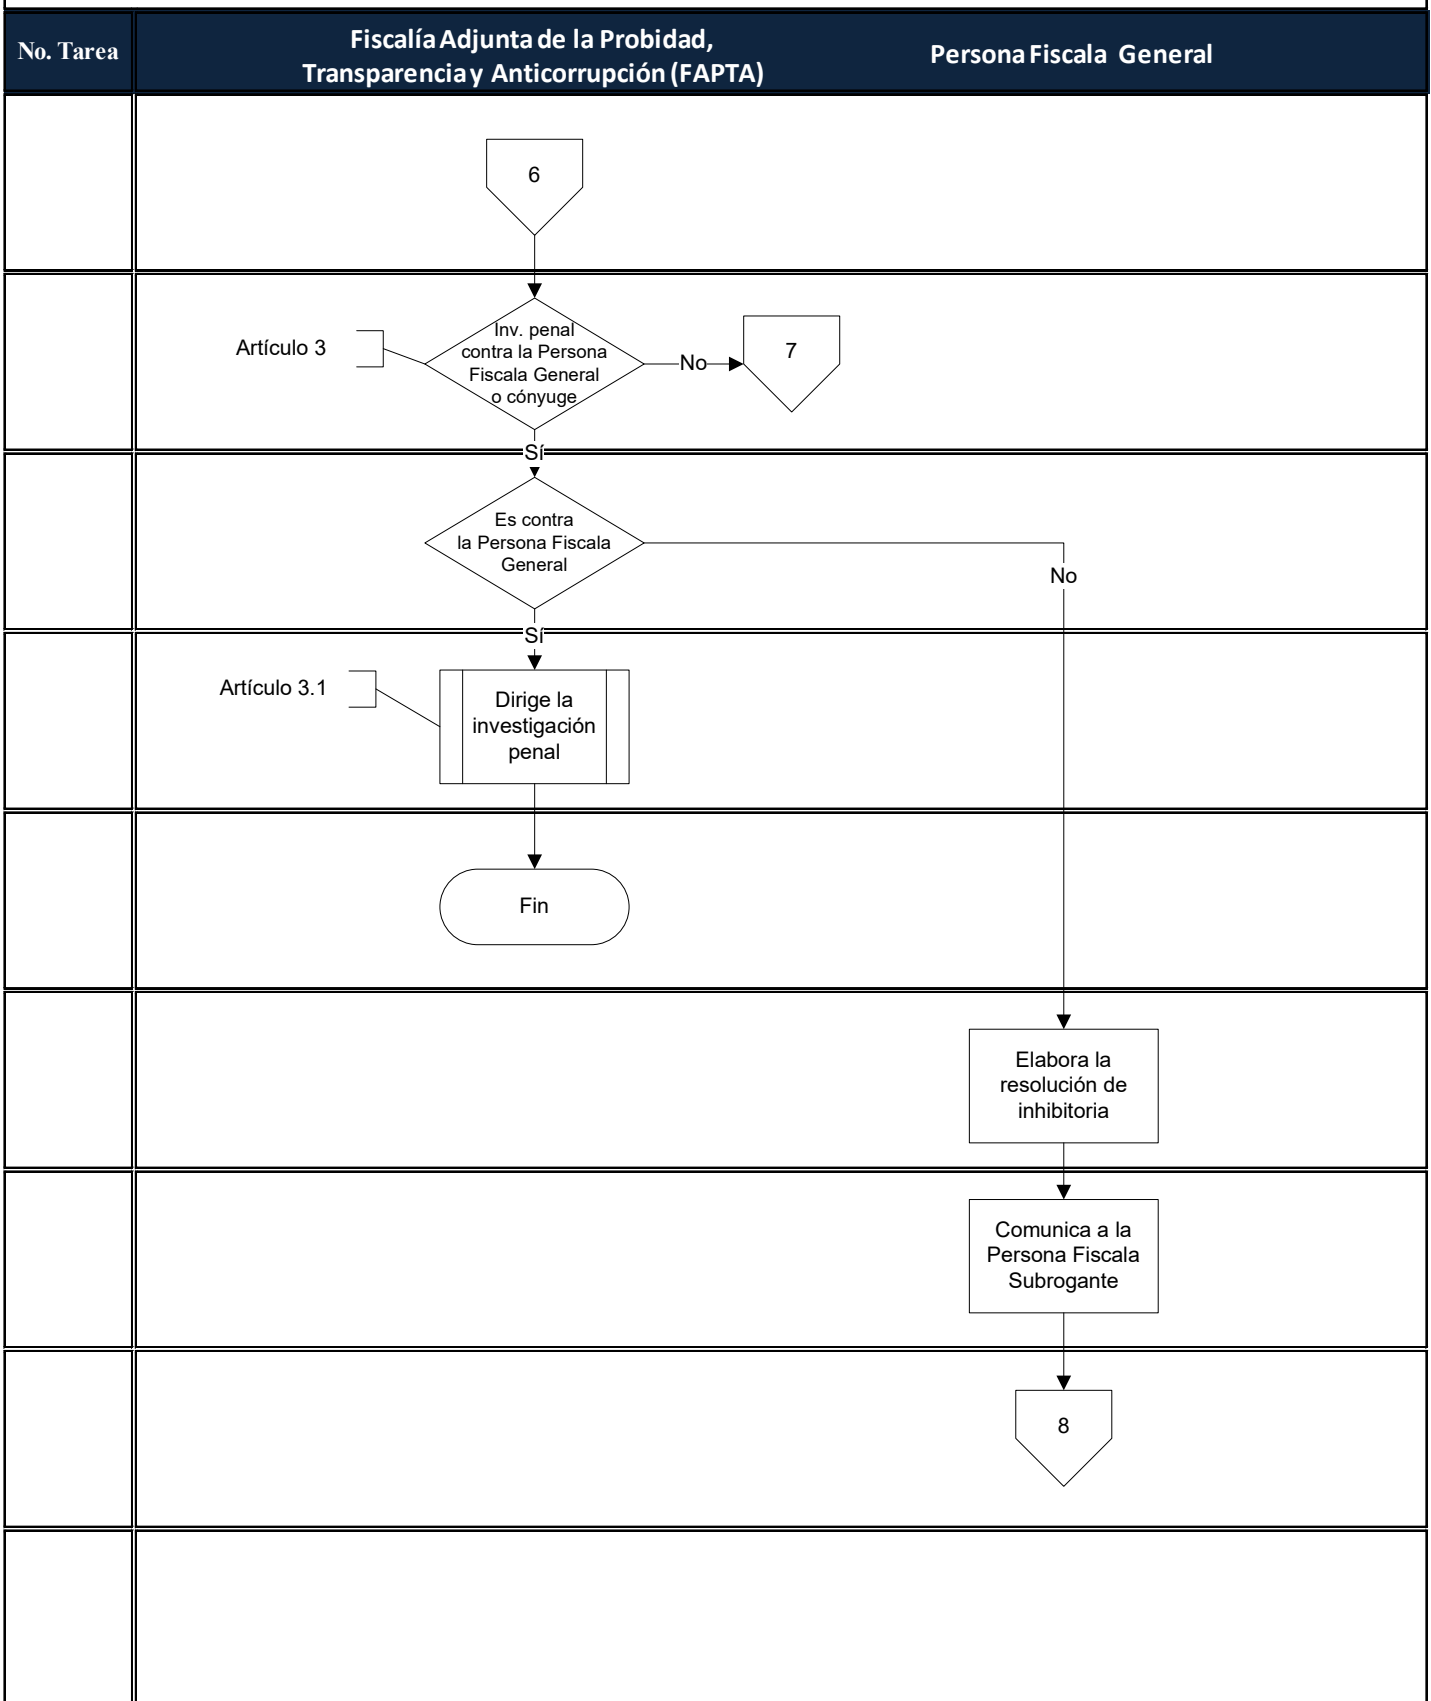 No. Tarea
Fiscalía Adjunta de la Probidad,
Transparencia y Anticorrupción (FAPTA)
Persona Fiscala General
6
Artículo 3
Inv. penal
contra la Persona
Fiscala General
o cónyuge
No
7
Sí
Es contra
la Persona Fiscala
General
No
Sí
Artículo 3.1
Dirige la
investigación
penal
Fin
Elabora la
resolución de
inhibitoria
Comunica a la
Persona Fiscala
Subrogante
8